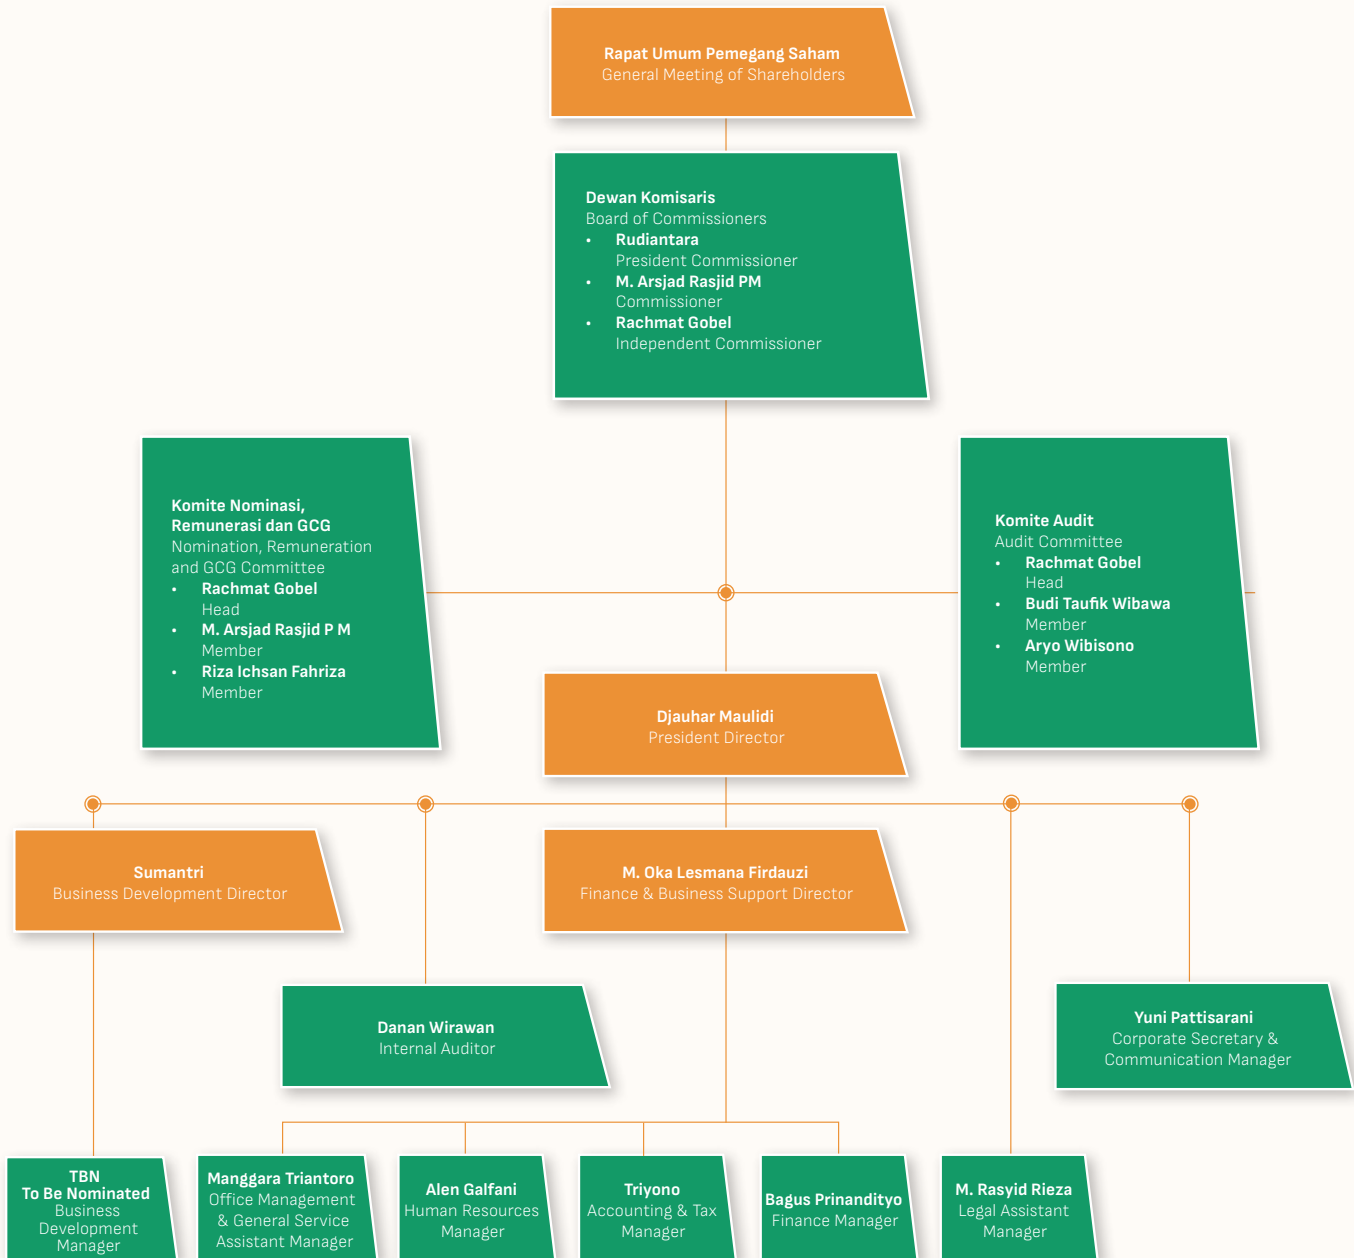 Rapat Umum Pemegang Saham
General Meeting of Shareholders
Dewan Komisaris
Board of Commissioners
• Rudiantara
President Commissioner
• M. Arsjad Rasjid PM
Commissioner
• Rachmat Gobel
Independent Commissioner
Komite Nominasi,
Remunerasi dan GCG
Nomination, Remuneration
and GCG Committee
• Rachmat Gobel
Head
• M. Arsjad Rasjid P M
Member
• Riza Ichsan Fahriza
Member
Komite Audit
Audit Committee
• Rachmat Gobel
Head
• Budi Taufik Wibawa
Member
• Aryo Wibisono
Member
Djauhar Maulidi
President Director
Sumantri
Business Development Director
M. Oka Lesmana Firdauzi
Finance & Business Support Director
Danan Wirawan
Internal Auditor
Yuni Pattisarani
Corporate Secretary &
Communication Manager
TBN
To Be Nominated
Business
Development
Manager
Manggara Triantoro
Office Management
& General Service
Assistant Manager
Alen Galfani
Human Resources
Manager
Triyono
Accounting & Tax
Manager
Bagus Prinandityo
Finance Manager
M. Rasyid Rieza
Legal Assistant
Manager